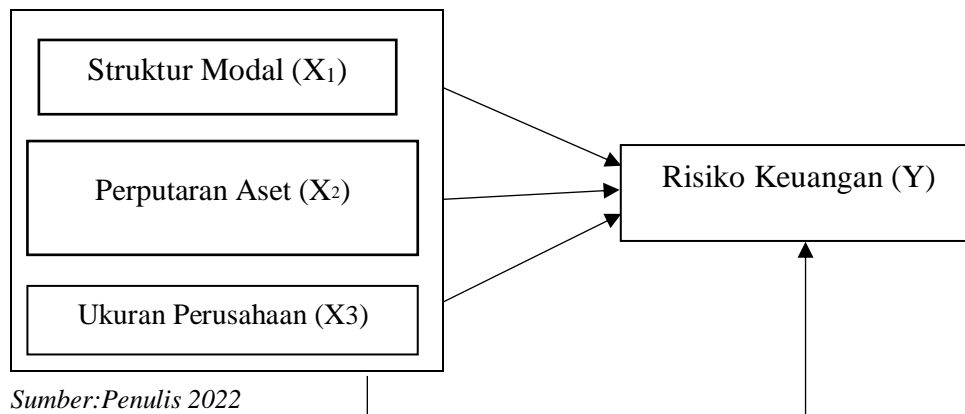 Struktur Modal (X1)
Perputaran Aset (X2)
Risiko Keuangan (Y)
Ukuran Perusahaan (X3)
Sumber:Penulis 2022